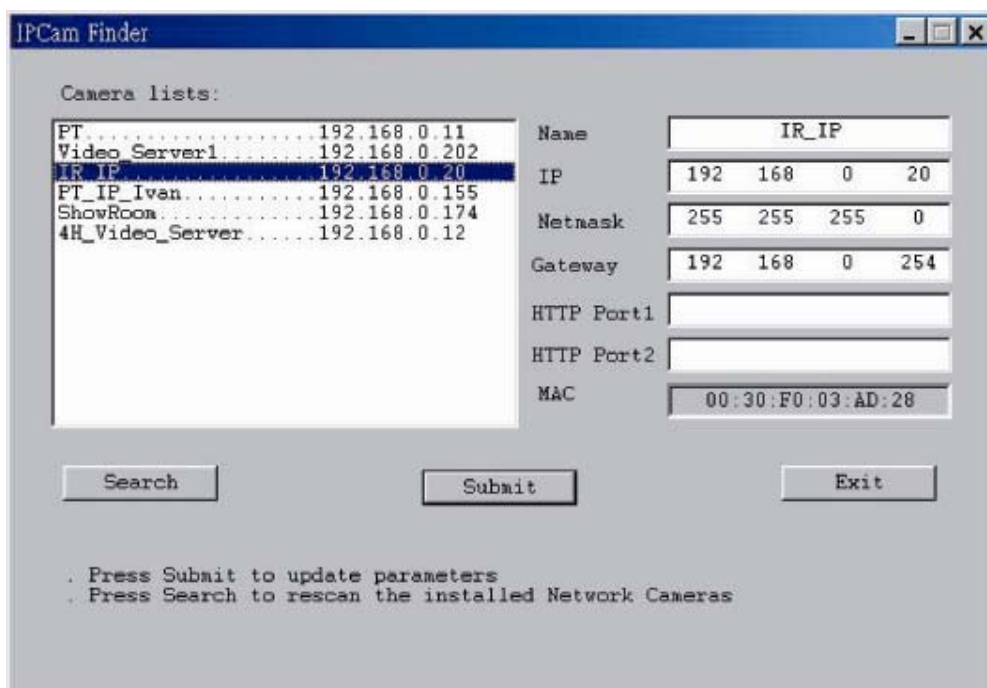 IPCam Finder
Camera lists:
PT....................192.168.0.11
Video_Server1........192.168.0.202
IR_IP.................192.168.0.20
PT_IP_Ivan...........192.168.0.155
ShowRoom.............192.168.0.174
4H_Video_Server......192.168.0.12
Name IR_IP
IP 192 168 0 20
Netmask 255 255 255 0
Gateway 192 168 0 254
HTTP Port1
HTTP Port2
MAC 00:30:F0:03:AD:28
Search Submit Exit
. Press Submit to update parameters
. Press Search to rescan the installed Network Cameras